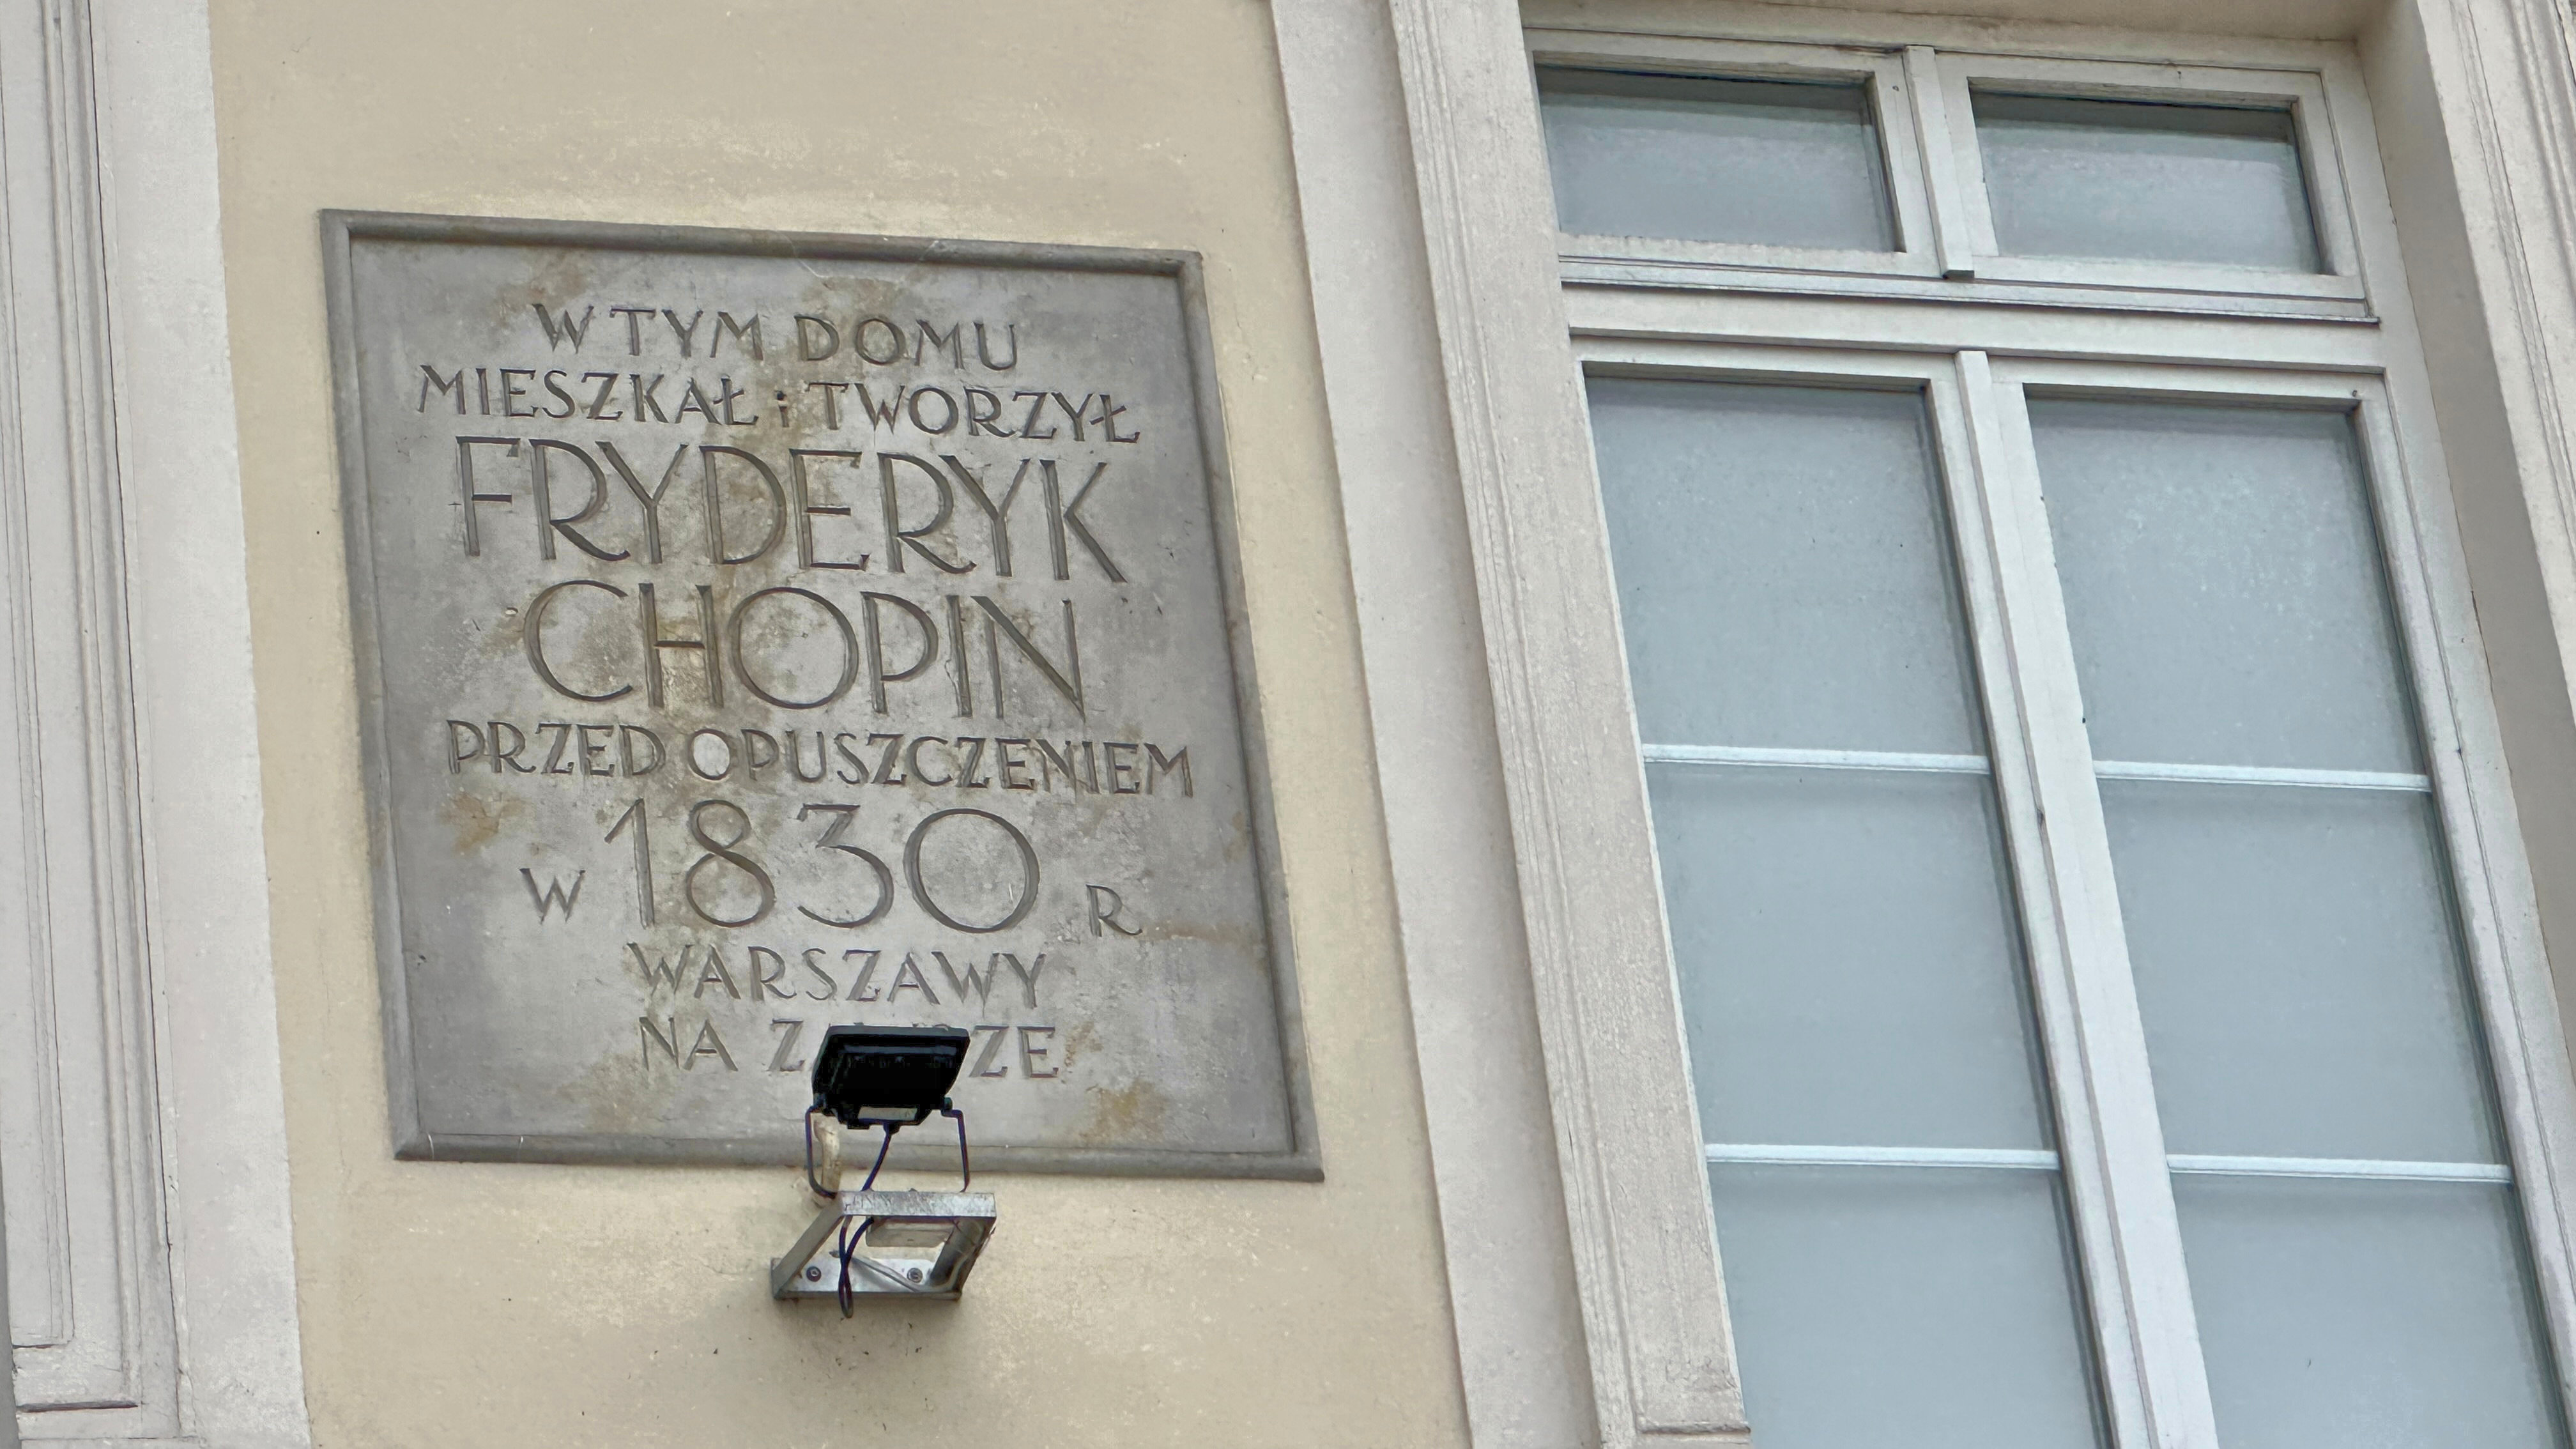 W TYM DOMU
MIESZKAŁ i TWORZYŁ
FRYDERYK
CHOPIN
PRZED OPUSZCZENIEM
W 1830 R
WARSZAWY
NA